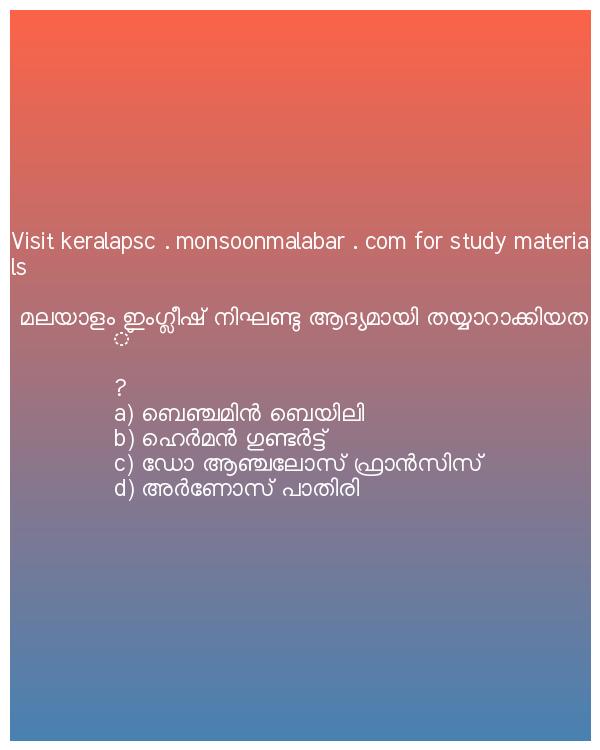 Visit keralapsc . monsoonmalabar . com for study materia
ls
മലയാളം ഇംഗ്ലീഷ് നിഘണ്ടു ആദ്യമായി തയ്യാറാക്കിയത
്
?
a) ബെഞ്ചമിൻ ബെയിലി
b) ഹെർമൻ ഗുണ്ടർട്ട്
c) ഡോ ആഞ്ചലോസ് ഫ്രാൻസിസ്
d) അർണോസ് പാതിരി